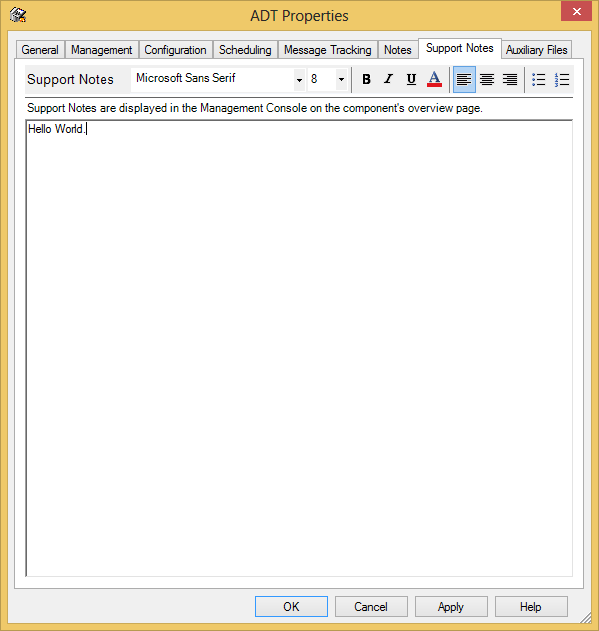 ADT Properties
General Management Configuration Scheduling Message Tracking Notes Support Notes Auxiliary Files
Support Notes Microsoft Sans Serif 8 B I U A
Support Notes are displayed in the Management Console on the component's overview page.
Hello World.
OK Cancel Apply Help